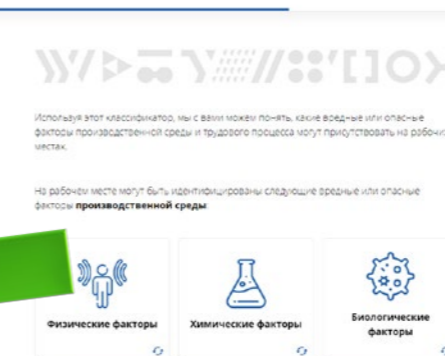 Используя этот классификатор, мы с вами можем понять, какие вредные или опасные
факторы производственной среды и трудового процесса могут присутствовать на рабочих
местах.
На рабочем месте могут быть идентифицированы следующие вредные или опасные
факторы производственной среды:
Физические факторы
Химические факторы
Биологические
факторы